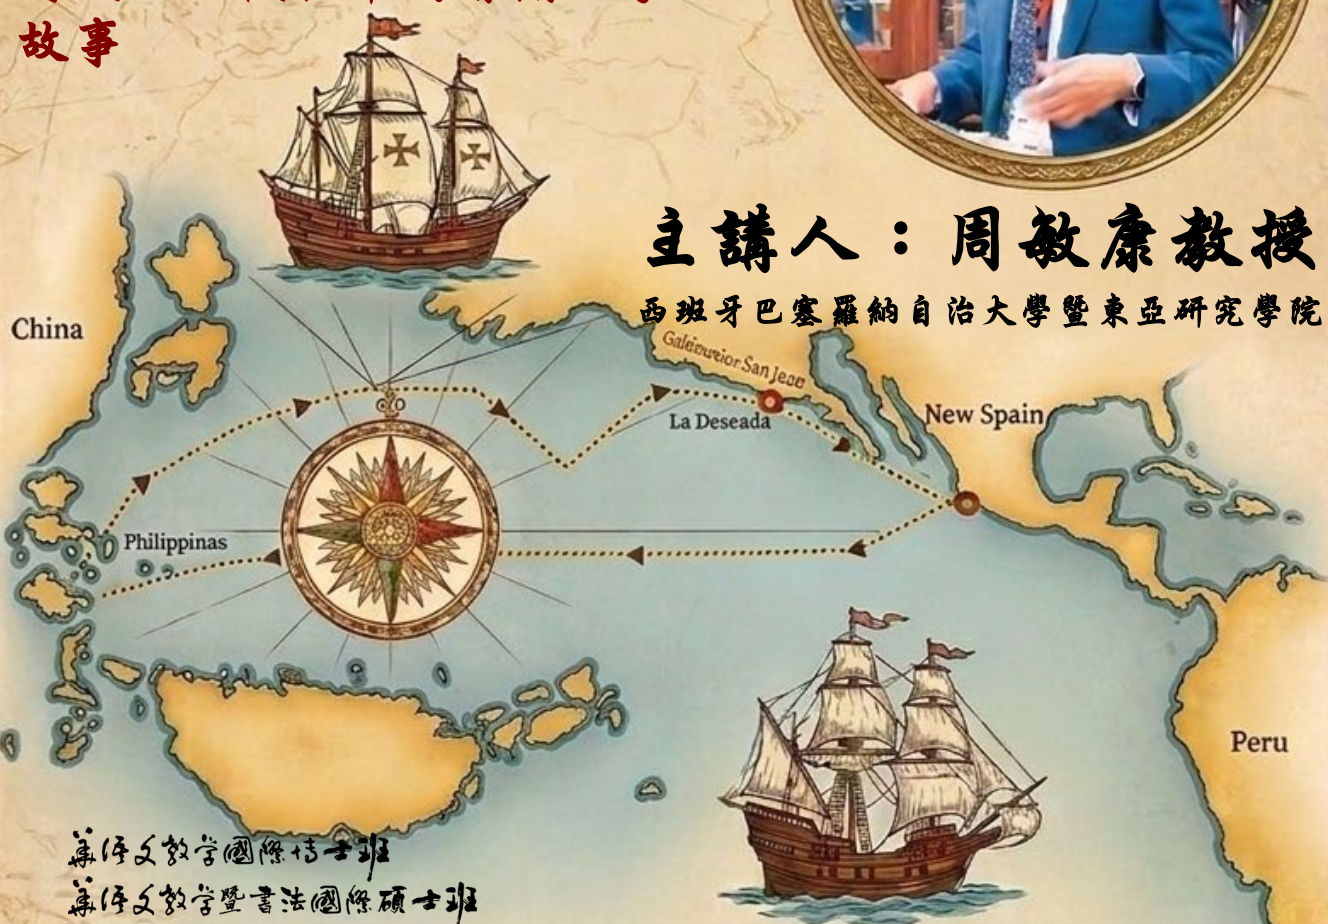 故事
主講人：周敏康教授
西班牙巴塞羅納自治大學暨東亞研究學院
China
La Deseada
New Spain
Philippinas
Peru
華語文教學國際博士班
華語文教學暨書法國際碩士班